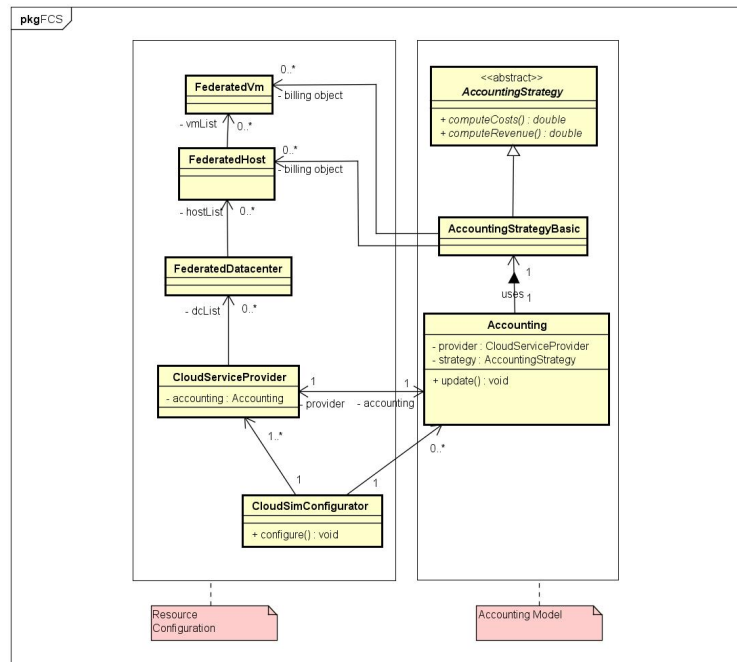 pkgFCS
FederatedVm
0..*
- billing object
- vmList
0..*
FederatedHost
0..*
- billing object
- hostList
0..*
FederatedDatacenter
- dcList
0..*
CloudServiceProvider
- accounting : Accounting
1
- provider
1
- accounting
1..*
1
CloudSimConfigurator
+ configure() : void
1
0..*
<<abstract>>
AccountingStrategy
+ computeCosts() : double
+ computeRevenue() : double
AccountingStrategyBasic
1
uses
1
Accounting
- provider : CloudServiceProvider
- strategy : AccountingStrategy
+ update() : void
Resource
Configuration
Accounting Model